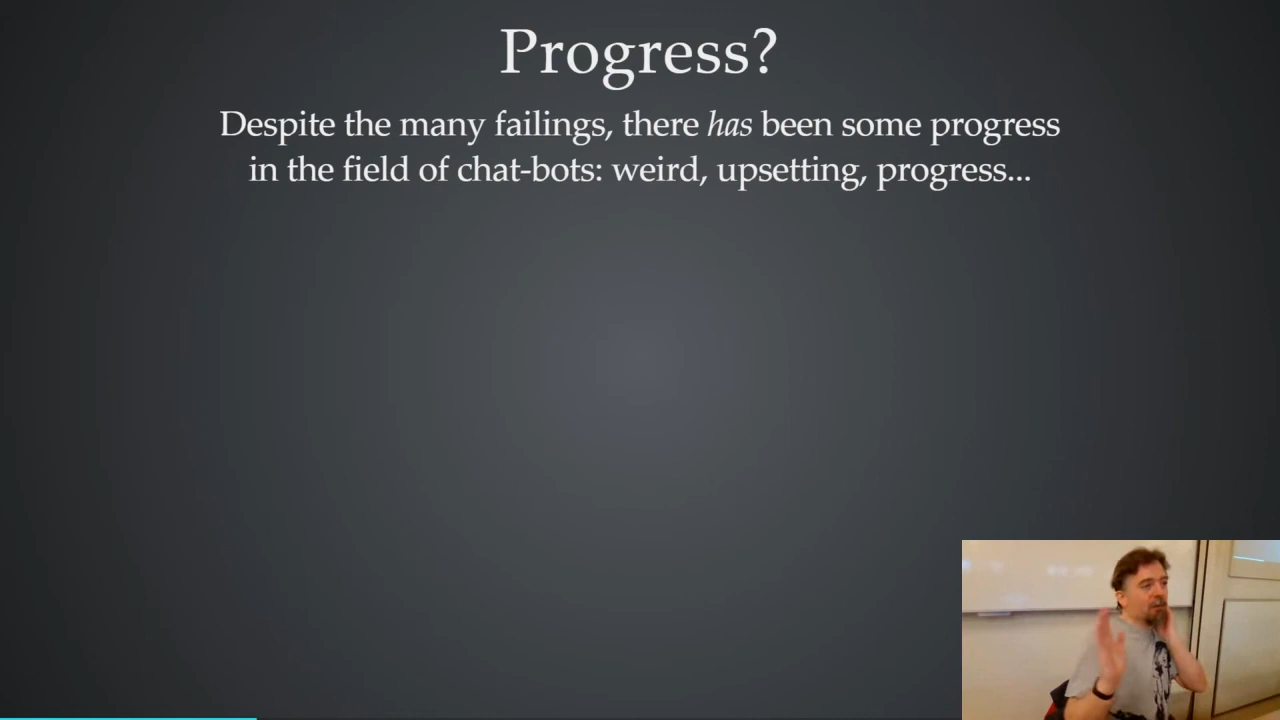 Progress?
Despite the many failings, there has been some progress
in the field of chat-bots: weird, upsetting, progress...